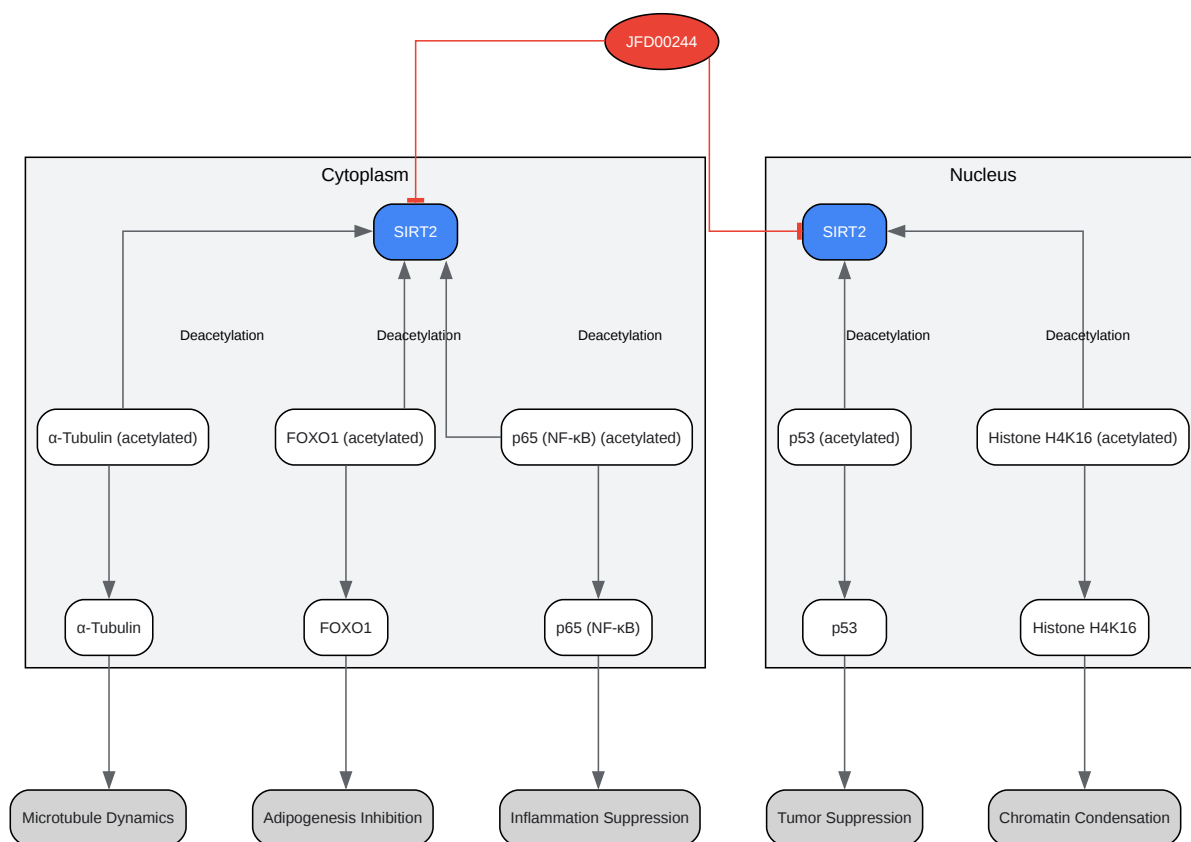 JFD00244
Cytoplasm
Nucleus
SIRT2
SIRT2
Deacetylation
Deacetylation
Deacetylation
Deacetylation
Deacetylation
α-Tubulin (acetylated)
FOXO1 (acetylated)
p65 (NF-κB) (acetylated)
p53 (acetylated)
Histone H4K16 (acetylated)
α-Tubulin
FOXO1
p65 (NF-κB)
p53
Histone H4K16
Microtubule Dynamics
Adipogenesis Inhibition
Inflammation Suppression
Tumor Suppression
Chromatin Condensation